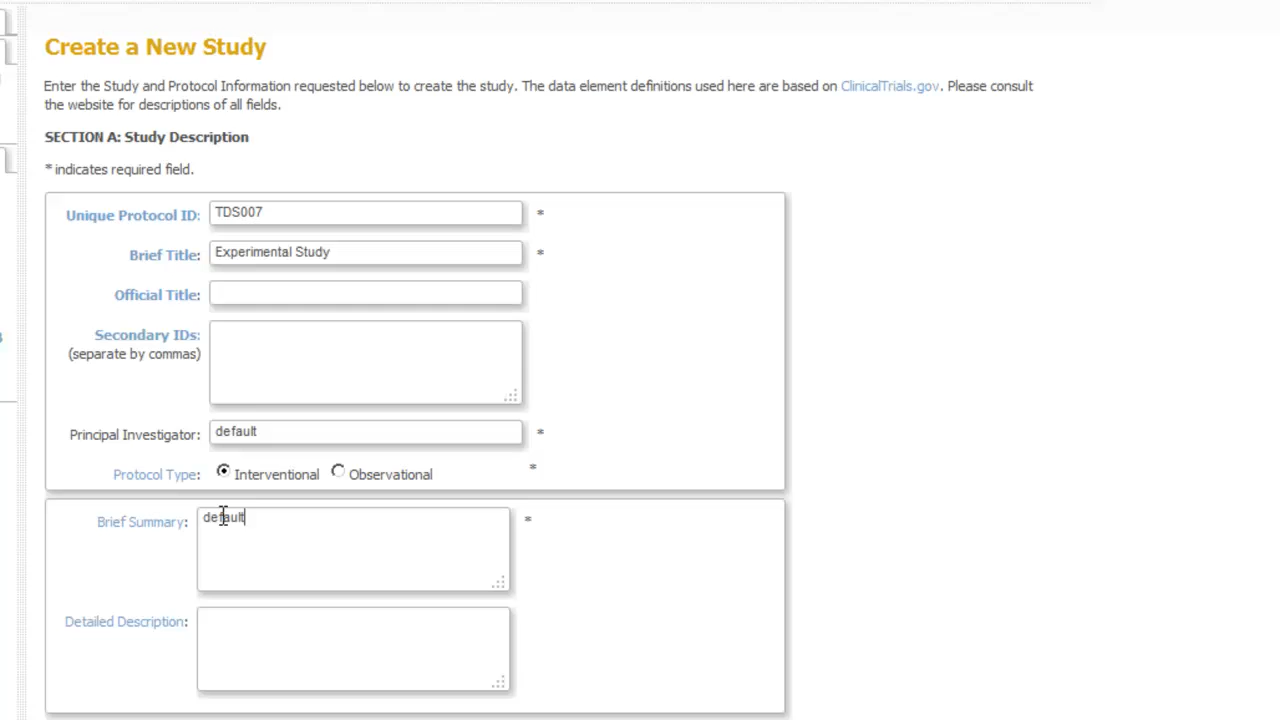 Create a New Study
Enter the Study and Protocol Information requested below to create the study. The data element definitions used here are based on ClinicalTrials.gov. Please consult
the website for descriptions of all fields.
SECTION A: Study Description
* indicates required field.
Unique Protocol ID: TDS007 *
Brief Title: Experimental Study *
Official Title:
Secondary IDs:
(separate by commas)
Principal Investigator: default *
Protocol Type: Interventional Observational *
Brief Summary: default *
Detailed Description: